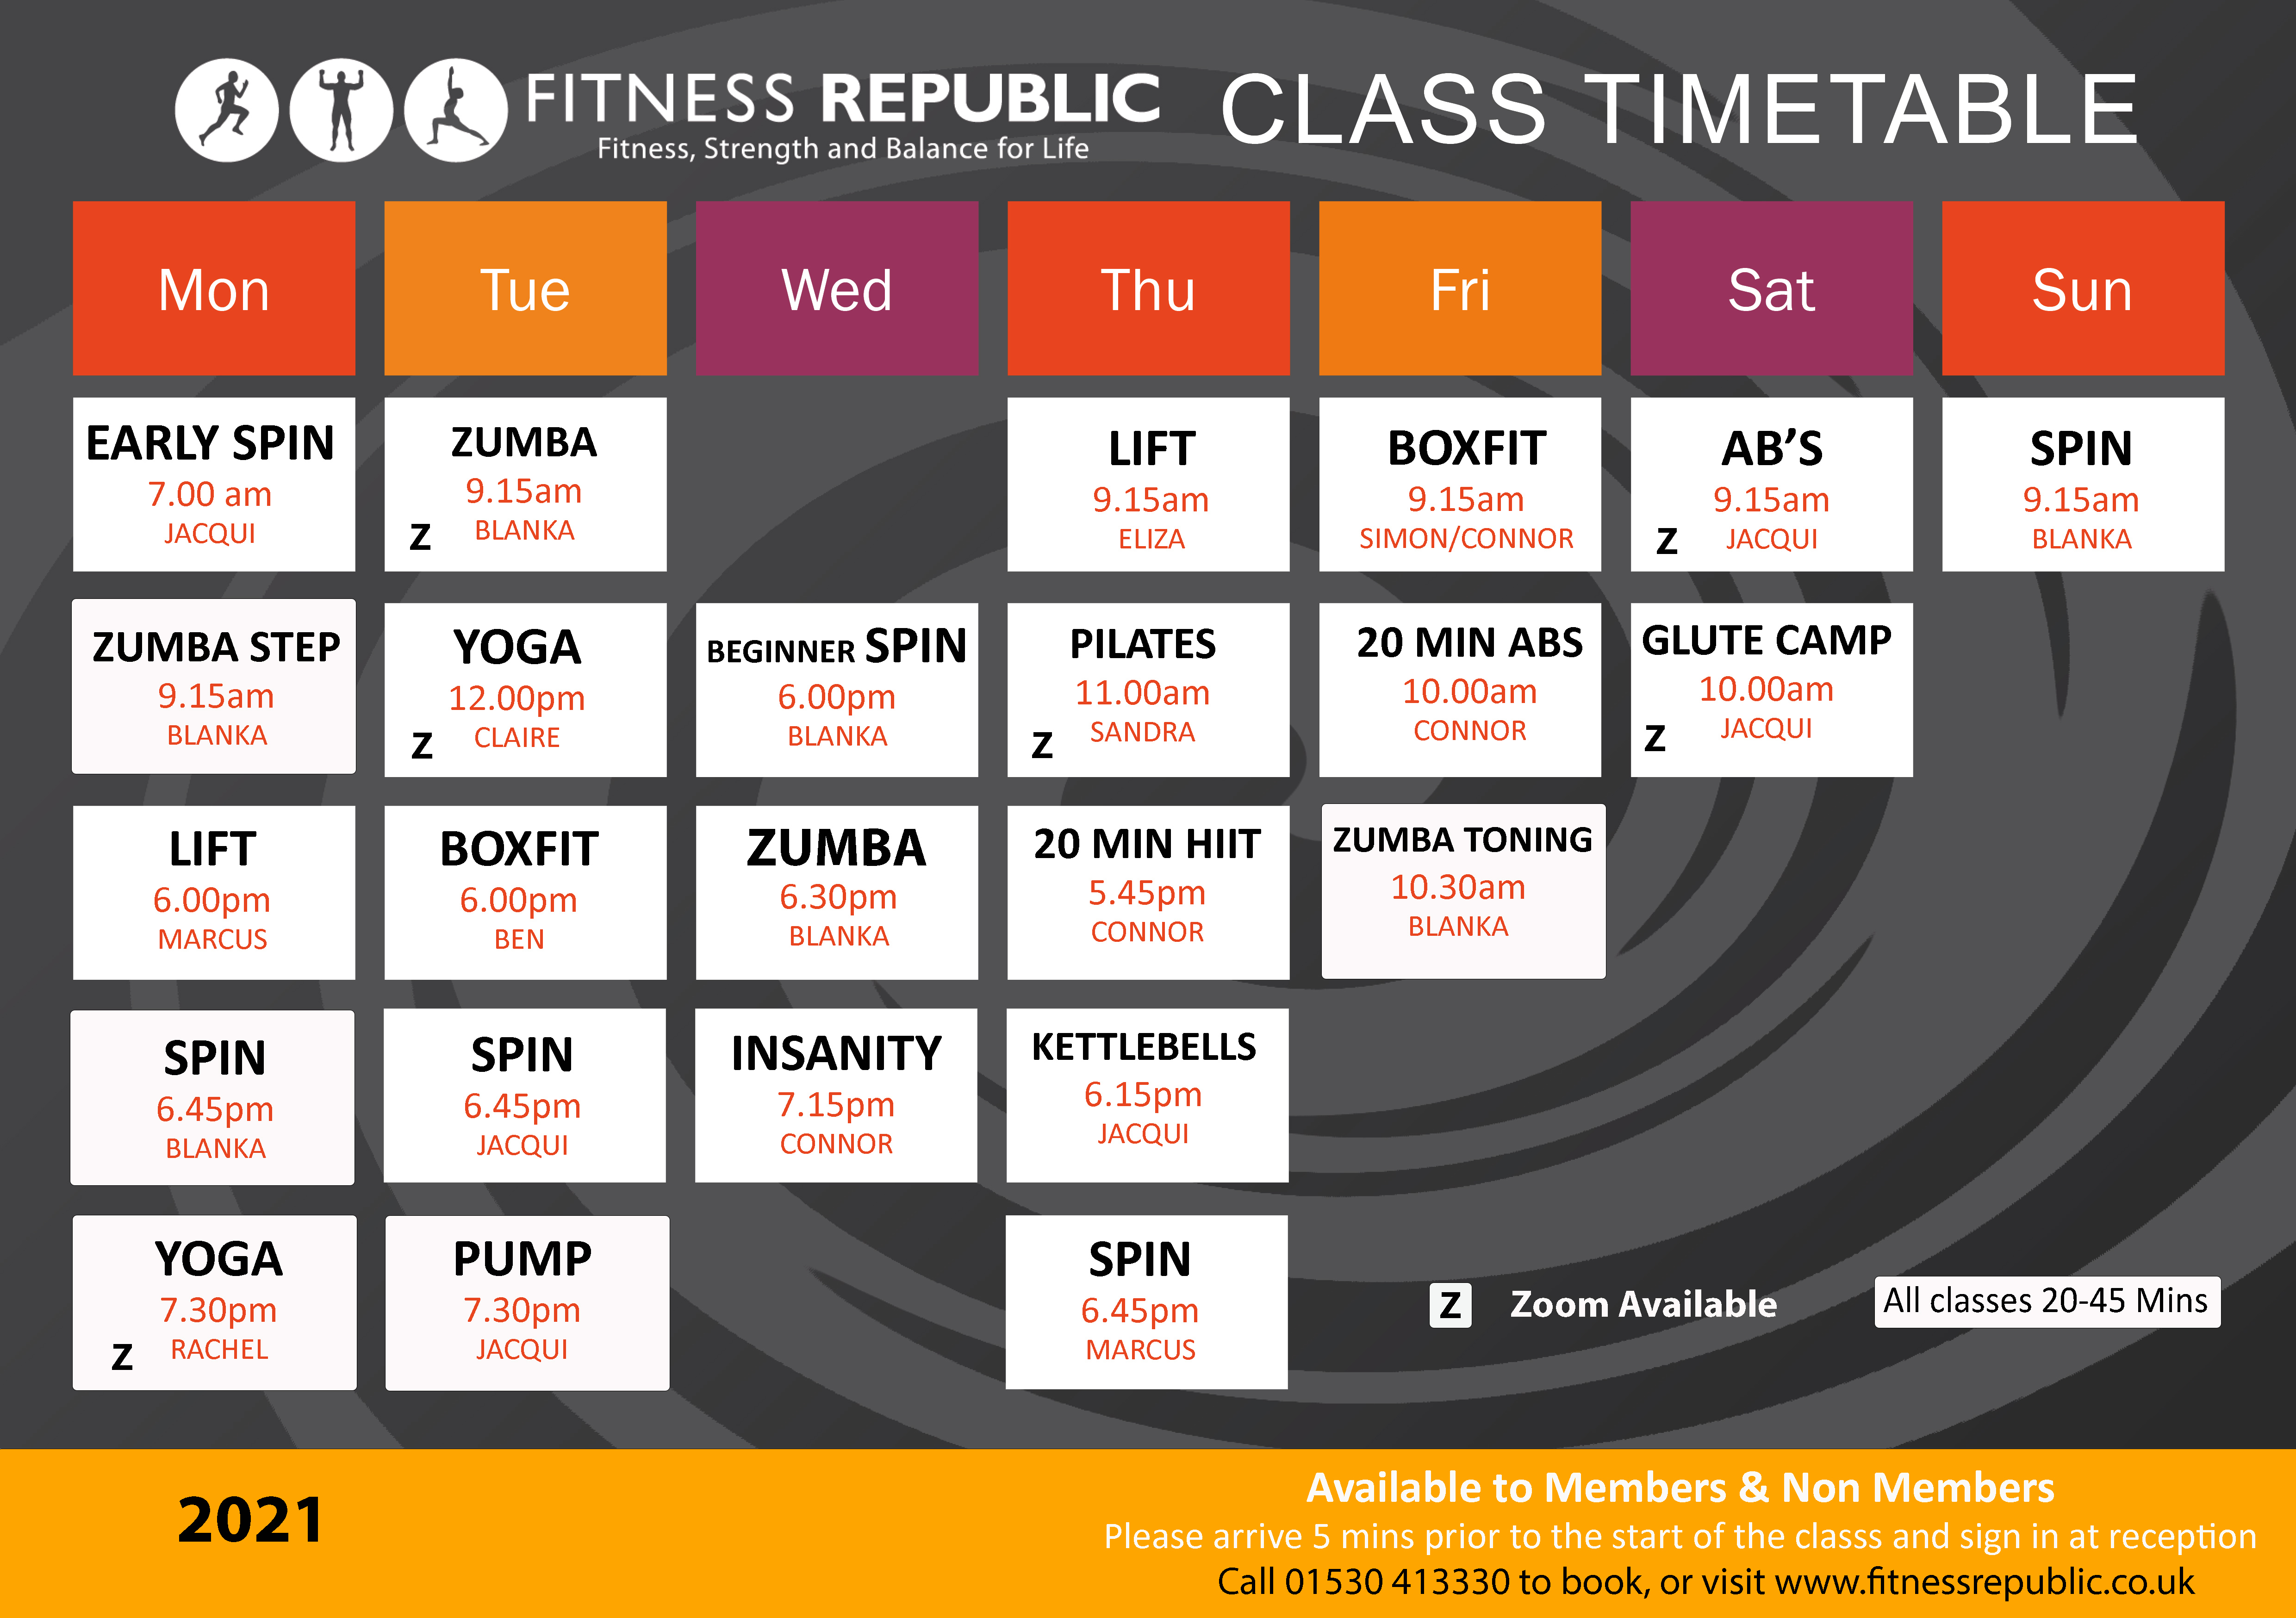 FITNESS REPUBLIC
Fitness, Strength and Balance for Life
CLASS TIMETABLE
Mon
Tue
Wed
Thu
Fri
Sat
Sun
EARLY SPIN
7.00 am
JACQUI
ZUMBA
9.15am
Z BLANKA
LIFT
9.15am
ELIZA
BOXFIT
9.15am
SIMON/CONNOR
AB’S
9.15am
Z JACQUI
SPIN
9.15am
BLANKA
ZUMBA STEP
9.15am
BLANKA
YOGA
12.00pm
Z CLAIRE
BEGINNER SPIN
6.00pm
BLANKA
PILATES
11.00am
Z SANDRA
20 MIN ABS
10.00am
CONNOR
GLUTE CAMP
10.00am
Z JACQUI
LIFT
6.00pm
MARCUS
BOXFIT
6.00pm
BEN
ZUMBA
6.30pm
BLANKA
20 MIN HIIT
5.45pm
CONNOR
ZUMBA TONING
10.30am
BLANKA
SPIN
6.45pm
BLANKA
SPIN
6.45pm
JACQUI
INSANITY
7.15pm
CONNOR
KETTLEBELLS
6.15pm
JACQUI
YOGA
7.30pm
Z RACHEL
PUMP
7.30pm
JACQUI
SPIN
6.45pm
MARCUS
Z Zoom Available
All classes 20-45 Mins
2021
Available to Members & Non Members
Please arrive 5 mins prior to the start of the classs and sign in at reception
Call 01530 413330 to book, or visit www.fitnessrepublic.co.uk